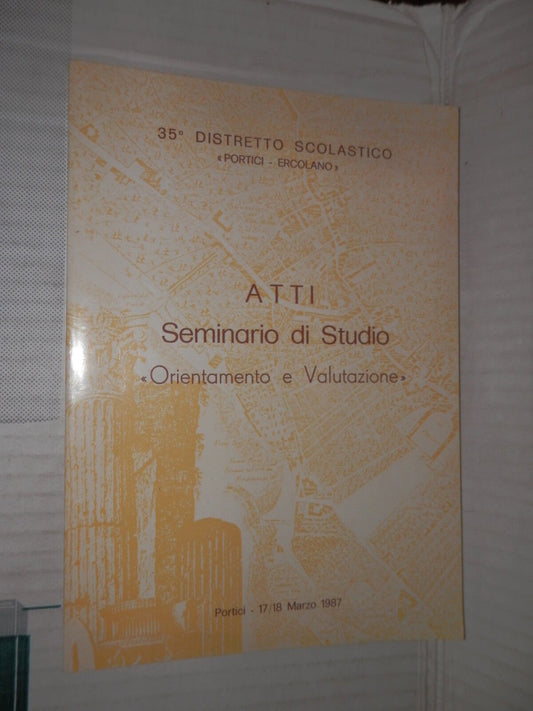 35° DISTRETTO SCOLASTICO
«PORTICI - ERCOLANO»
ATTI
Seminario di Studio
«Orientamento e Valutazione»
Portici - 17/18 Marzo 1987